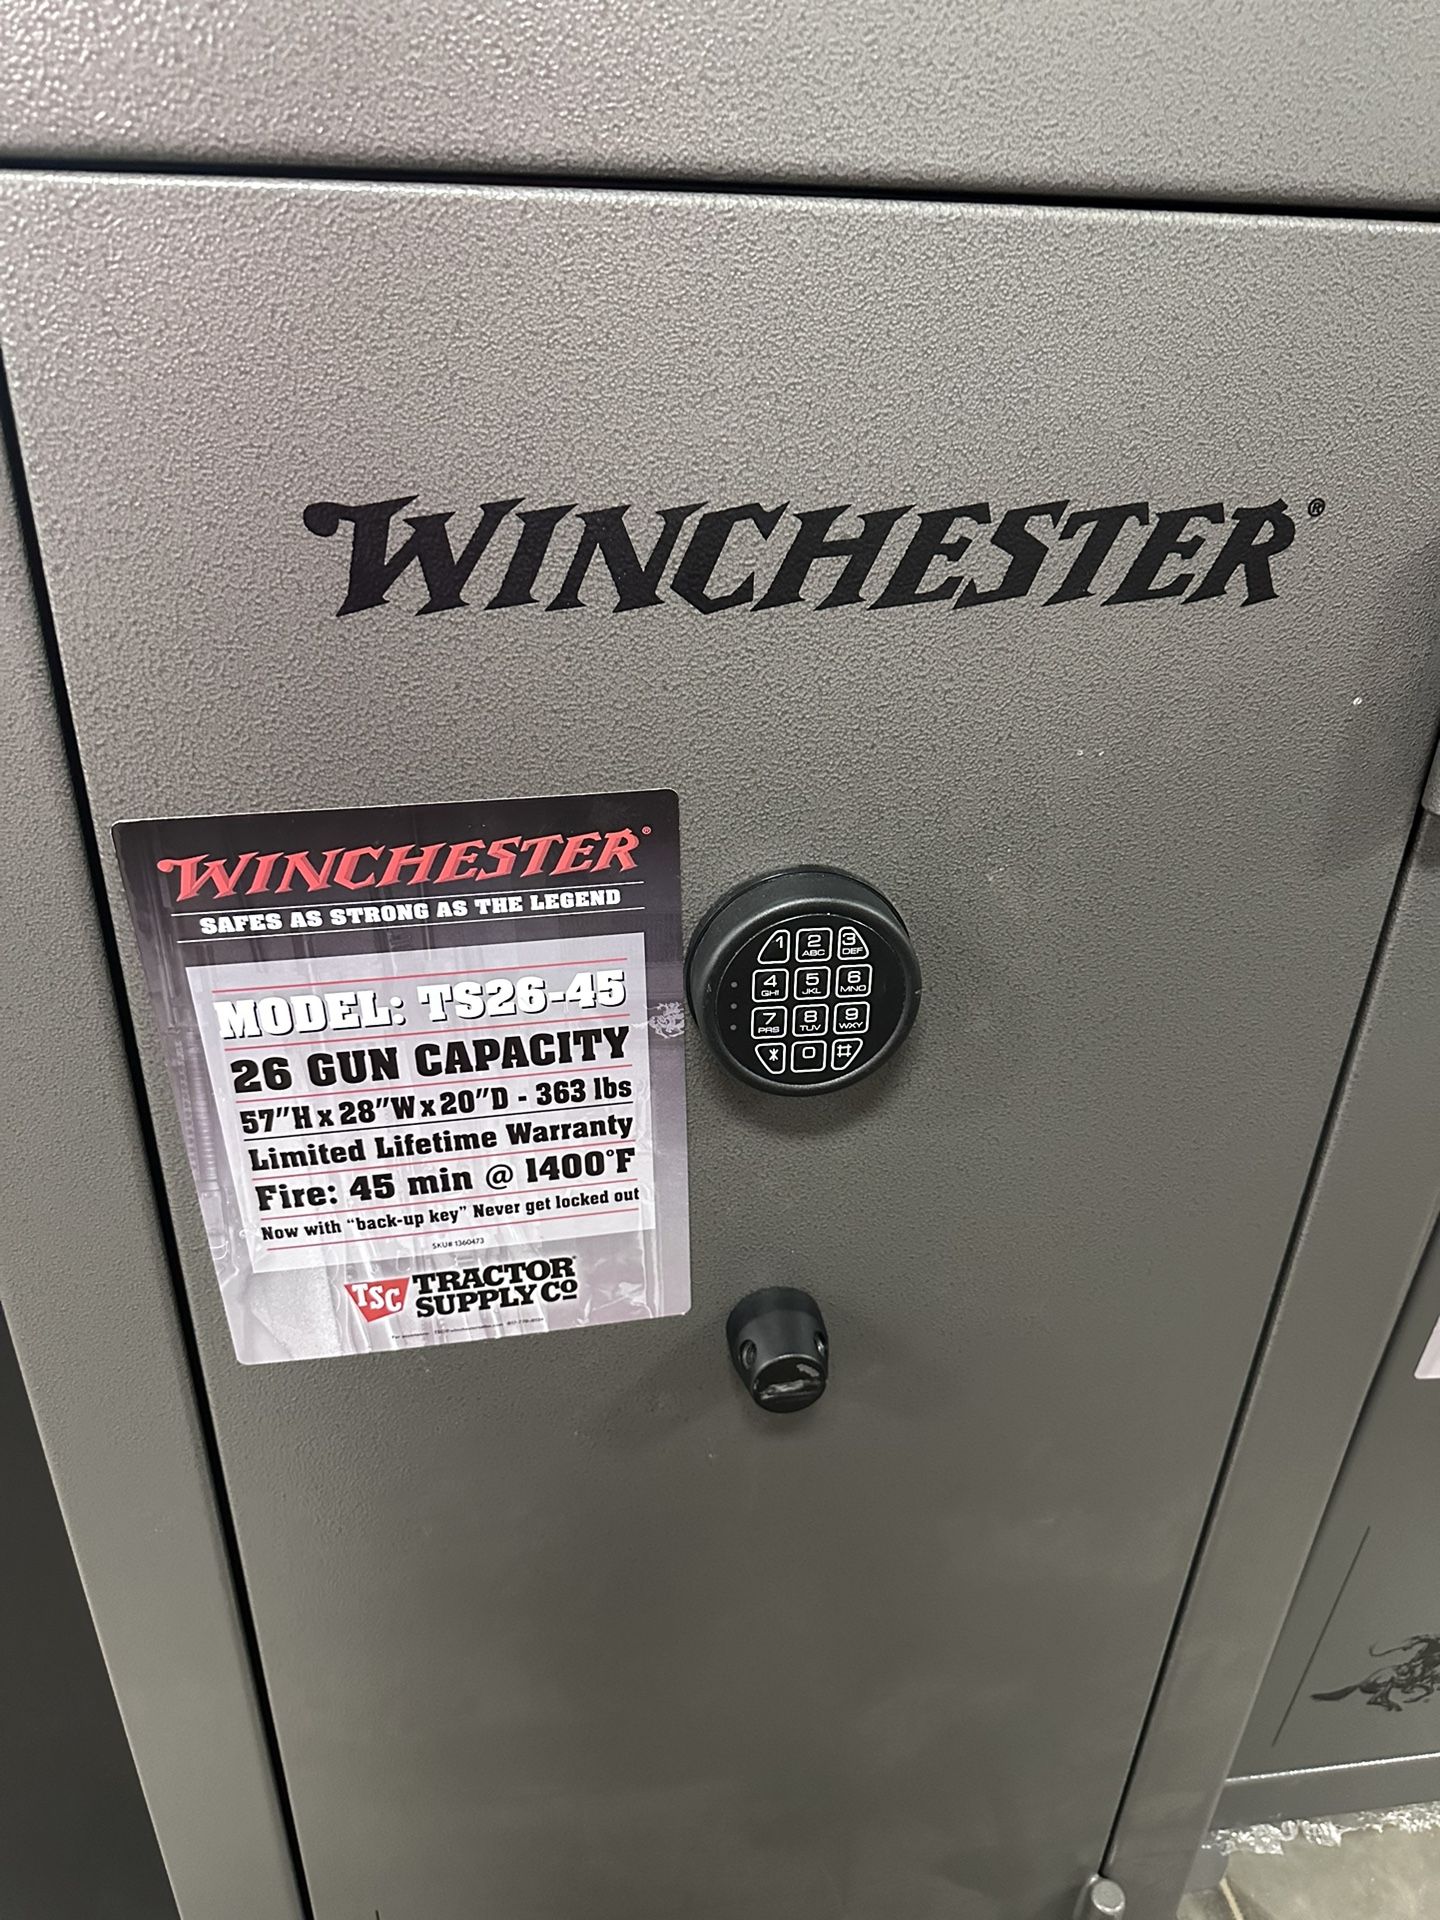 WINCHESTER®
WINCHESTER®
SAFES AS STRONG AS THE LEGEND
MODEL: TS26-45
26 GUN CAPACITY
57"H x 28"W x 20"D - 363 lbs
Limited Lifetime Warranty
Fire: 45 min @ 1400°F
Now with "back-up key" Never get locked out
SKU# 1360473
TSC TRACTOR
SUPPLY Co
1 2 ABC 3 DEF
4 GHI 5 JKL 6 MNO
7 PRS 8 TUV 9 WXY
* 0 #